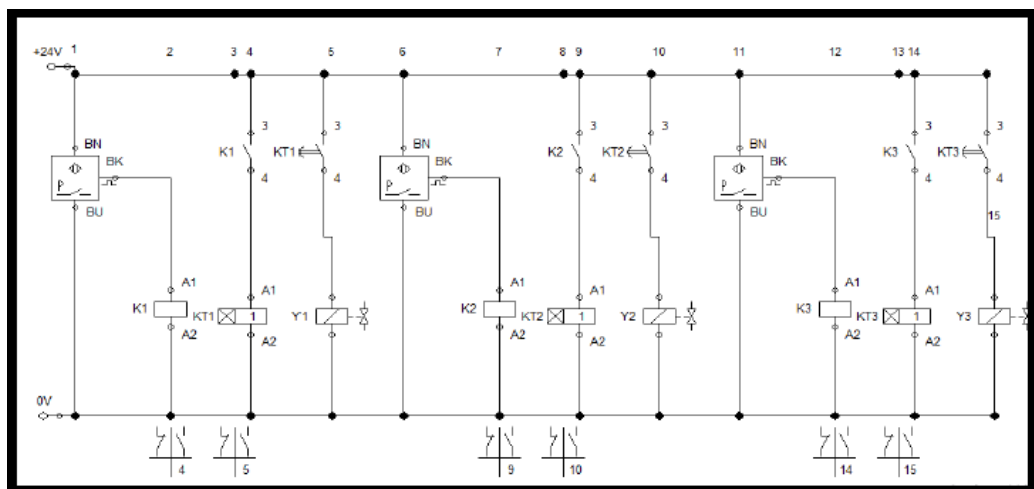 +24V 1 2 3 4 5 6 7 8 9 10 11 12 13 14
3 3 3 3 3 3
BN BN BN
K1 KT1 K2 KT2 K3 KT3
BK BK BK
P P P
4 4 4 4 4 4
BU BU BU
15
A1 A1 A1 A1 A1 A1
K1 KT1 1 Y1 K2 KT2 1 Y2 K3 KT3 1 Y3
A2 A2 A2 A2 A2 A2
0V
4 5 9 10 14 15